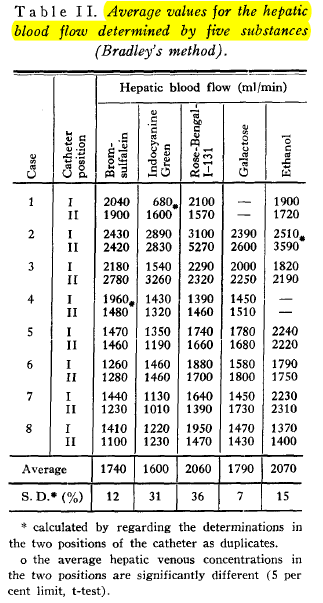 Table II. Average values for the hepatic
blood flow determined by five substances
(Bradley's method).
Hepatic blood flow (ml/min)
Case Catheter position Brom-sulfalein Indocyanine Green Rose-Bengal-I-131 Galactose Ethanol
1 I 2040 680* 2100 — 1900
II 1900 1600 1570 — 1720
2 I 2430 2890 3100 2390 2510*
II 2420 2830 5270 2600 3590
3 I 2180 1540 2290 2000 1820
II 2780 3260 2320 2250 2190
4 I 1960* 1430 1390 1450 —
II 1480 1320 1460 1510 —
5 I 1470 1350 1740 1780 2240
II 1460 1190 1660 1680 2220
6 I 1260 1460 1880 1580 1790
II 1280 1460 1700 1800 1750
7 I 1440 1130 1640 1450 2230
II 1230 1010 1390 1730 2310
8 I 1410 1220 1950 1470 1370
II 1100 1230 1470 1430 1400
Average 1740 1600 2060 1790 2070
S. D.* (%) 12 31 36 7 15
* calculated by regarding the determinations in
the two positions of the catheter as duplicates.
o the average hepatic venous concentrations in
the two positions are significantly different (5 per
cent limit, t-test).